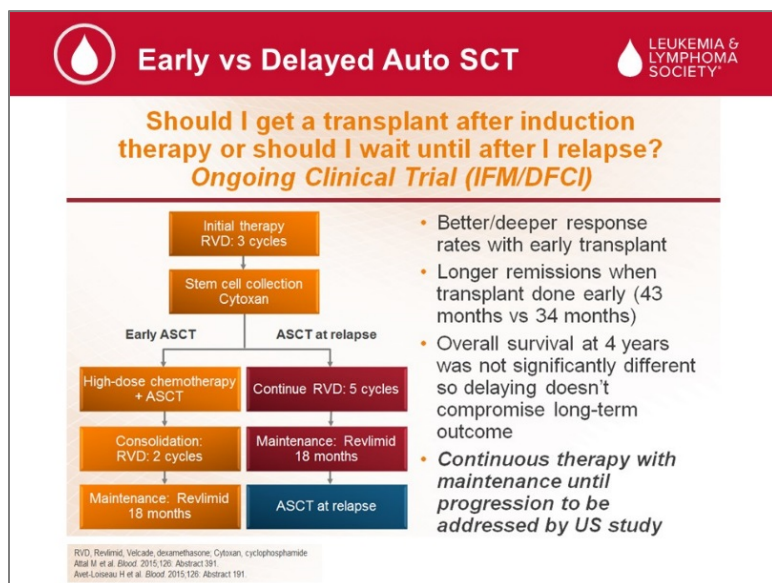 Early vs Delayed Auto SCT
LEUKEMIA &
LYMPHOMA
SOCIETY®
Should I get a transplant after induction
therapy or should I wait until after I relapse?
Ongoing Clinical Trial (IFM/DFCI)
Initial therapy
RVD: 3 cycles
Stem cell collection
Cytoxan
Early ASCT
ASCT at relapse
High-dose chemotherapy
+ ASCT
Continue RVD: 5 cycles
Consolidation:
RVD: 2 cycles
Maintenance: Revlimid
18 months
Maintenance: Revlimid
18 months
ASCT at relapse
• Better/deeper response
rates with early transplant
• Longer remissions when
transplant done early (43
months vs 34 months)
• Overall survival at 4 years
was not significantly different
so delaying doesn't
compromise long-term
outcome
• Continuous therapy with
maintenance until
progression to be
addressed by US study
RVD, Revlimid, Velcade, dexamethasone; Cytoxan, cyclophosphamide
Attal M et al. Blood. 2015;126: Abstract 391.
Avet-Loiseau H et al. Blood. 2015;126: Abstract 191.